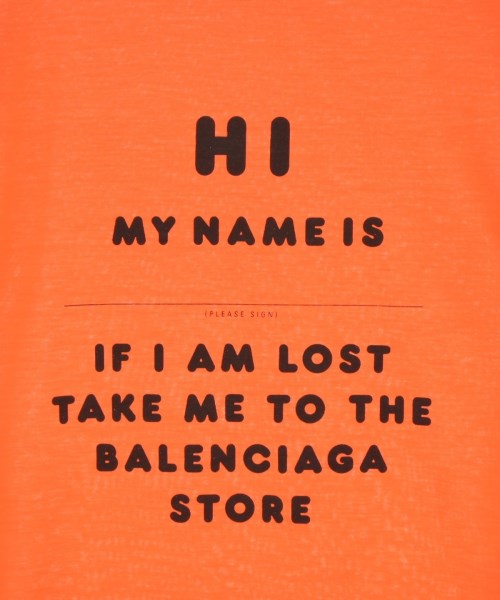 HI
MY NAME IS
(PLEASE SIGN)
IF I AM LOST
TAKE ME TO THE
BALENCIAGA
STORE